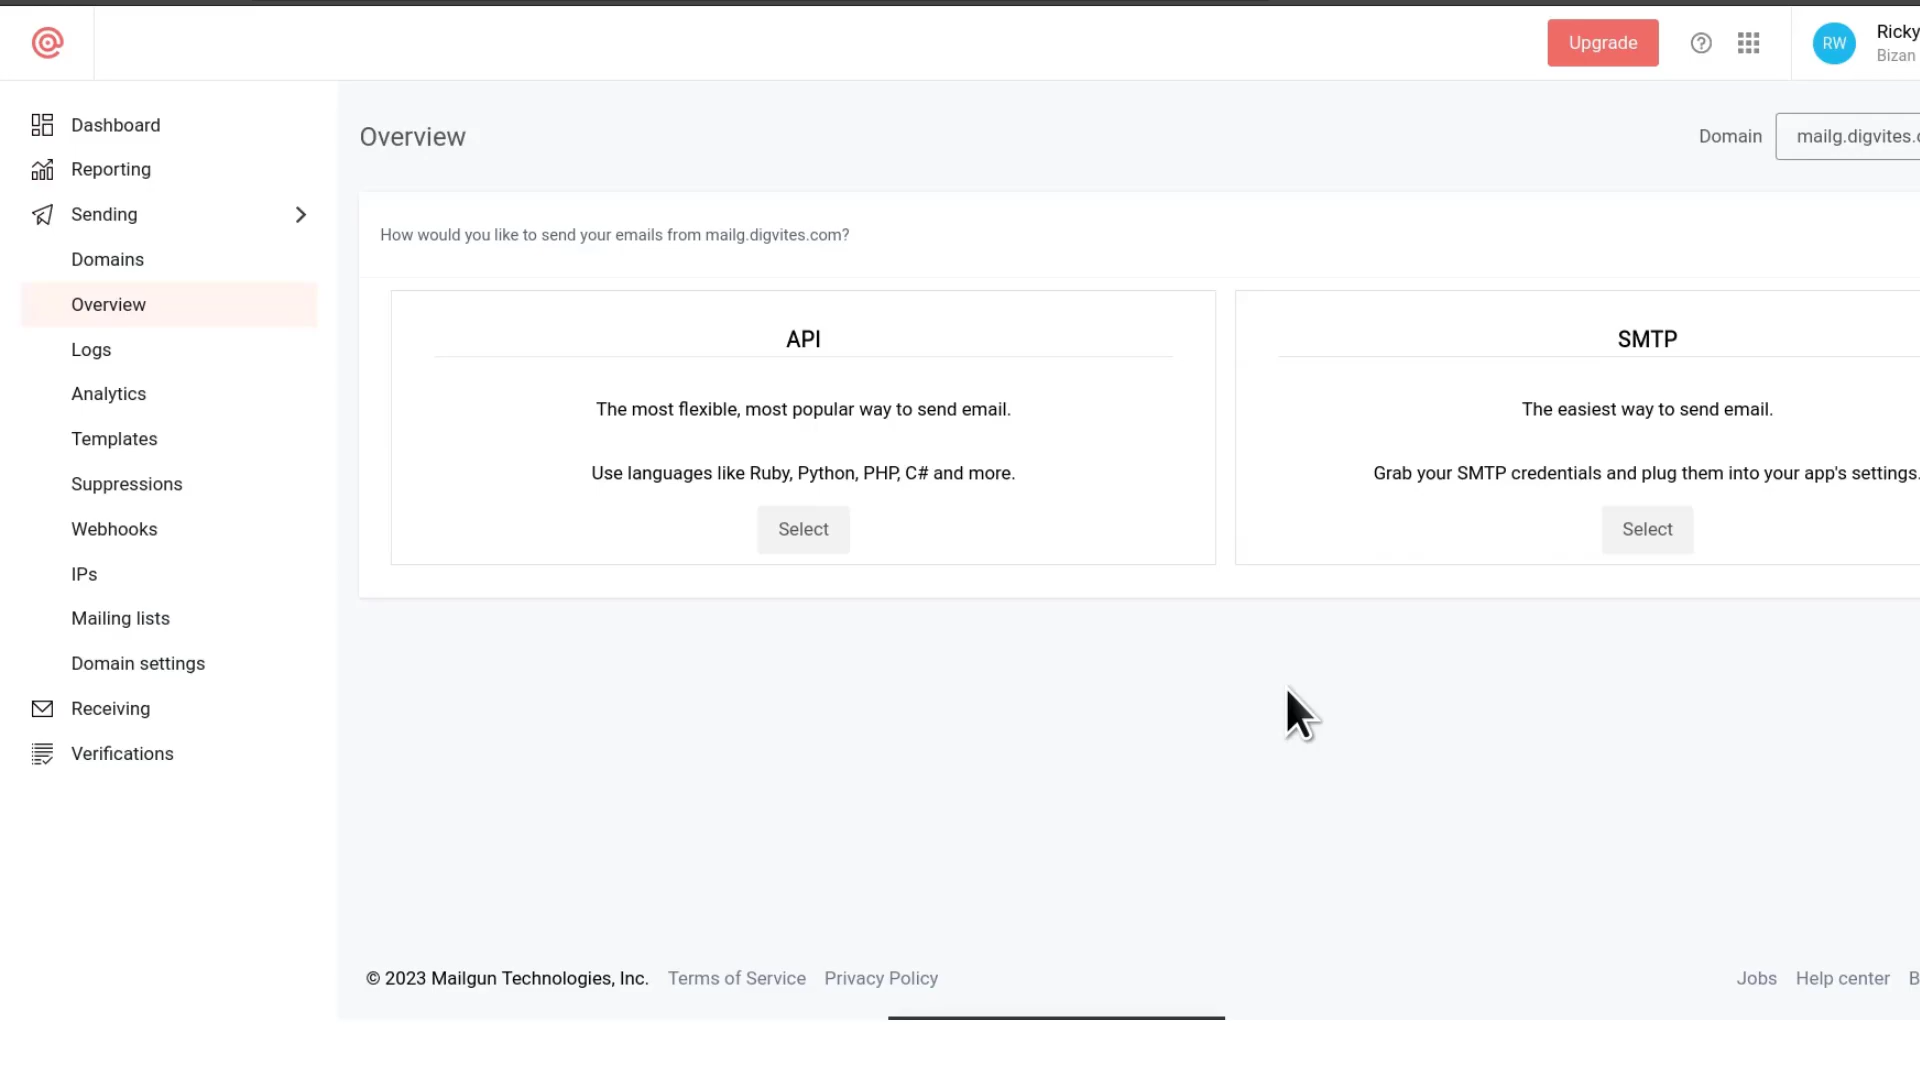 Upgrade
RW
Ricky
Bizan
Dashboard
Reporting
Sending
Domains
Overview
Logs
Analytics
Templates
Suppressions
Webhooks
IPs
Mailing lists
Domain settings
Receiving
Verifications
Overview
Domain
mailg.digvites.
How would you like to send your emails from mailg.digvites.com?
API
The most flexible, most popular way to send email.
Use languages like Ruby, Python, PHP, C# and more.
Select
SMTP
The easiest way to send email.
Grab your SMTP credentials and plug them into your app's settings.
Select
© 2023 Mailgun Technologies, Inc. Terms of Service Privacy Policy
Jobs Help center B